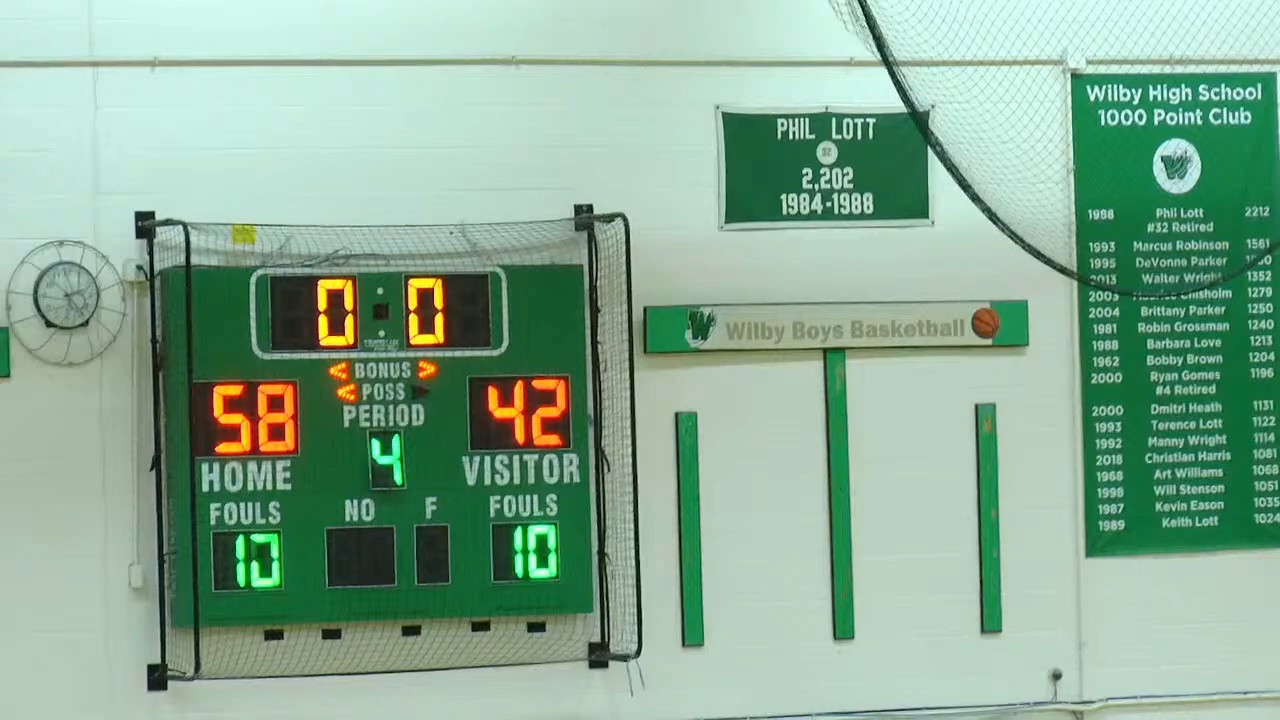 Wilby High School
1000 Point Club
PHIL LOTT
32
2,202
1984-1988
W
1988 Phil Lott 2212
#32 Retired
1993 Marcus Robinson 1561
1995 DeVonne Parker
2013 Walter Wright 1352
2003 Chisholm 1279
2004 Brittany Parker 1250
1981 Robin Grossman 1240
1988 Barbara Love 1213
1962 Bobby Brown 1204
2000 Ryan Gomes 1196
#4 Retired
2000 Dmitri Heath 1131
1993 Terence Lott 1122
1992 Manny Wright 1114
2018 Christian Harris 1081
1968 Art Williams 1068
1998 Will Stenson 1051
1987 Kevin Eason 1035
1989 Keith Lott 1024
W Wilby Boys Basketball
0 : 0
BONUS
POSS
PERIOD
58 4 42
HOME VISITOR
FOULS NO F FOULS
10 10